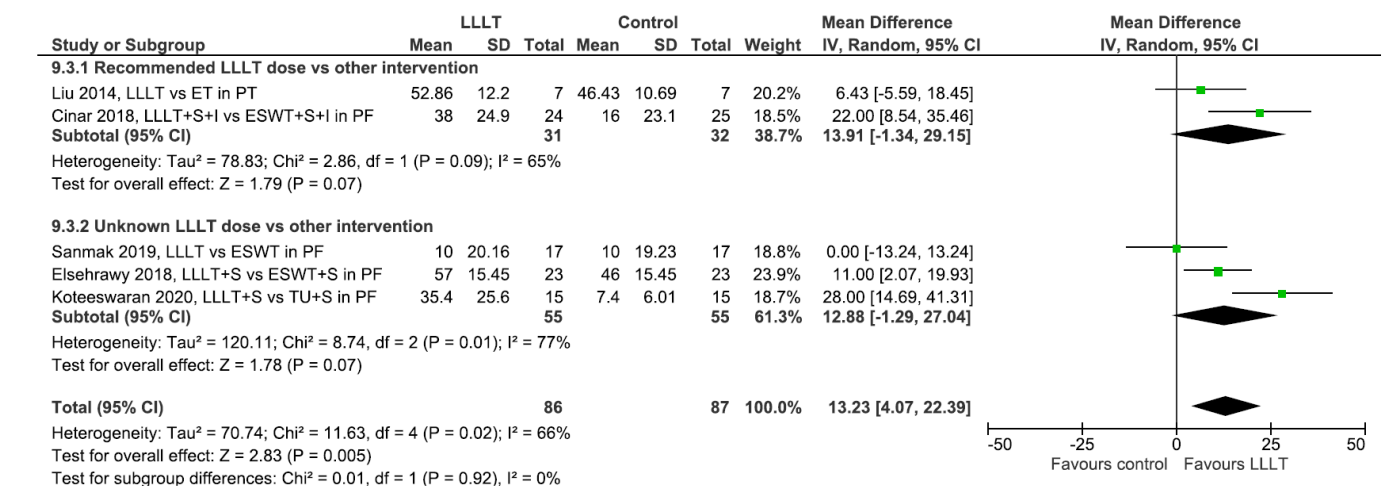 LLLT Control Mean Difference Mean Difference
Study or Subgroup Mean SD Total Mean SD Total Weight IV, Random, 95% CI IV, Random, 95% CI
9.3.1 Recommended LLLT dose vs other intervention
Liu 2014, LLLT vs ET in PT 52.86 12.2 7 46.43 10.69 7 20.2% 6.43 [-5.59, 18.45]
Cinar 2018, LLLT+S+I vs ESWT+S+I in PF 38 24.9 24 16 23.1 25 18.5% 22.00 [8.54, 35.46]
Subtotal (95% CI) 31 32 38.7% 13.91 [-1.34, 29.15]
Heterogeneity: Tau² = 78.83; Chi² = 2.86, df = 1 (P = 0.09); I² = 65%
Test for overall effect: Z = 1.79 (P = 0.07)
9.3.2 Unknown LLLT dose vs other intervention
Sanmak 2019, LLLT vs ESWT in PF 10 20.16 17 10 19.23 17 18.8% 0.00 [-13.24, 13.24]
Elsehrawy 2018, LLLT+S vs ESWT+S in PF 57 15.45 23 46 15.45 23 23.9% 11.00 [2.07, 19.93]
Koteeswaran 2020, LLLT+S vs TU+S in PF 35.4 25.6 15 7.4 6.01 15 18.7% 28.00 [14.69, 41.31]
Subtotal (95% CI) 55 55 61.3% 12.88 [-1.29, 27.04]
Heterogeneity: Tau² = 120.11; Chi² = 8.74, df = 2 (P = 0.01); I² = 77%
Test for overall effect: Z = 1.78 (P = 0.07)
Total (95% CI) 86 87 100.0% 13.23 [4.07, 22.39]
Heterogeneity: Tau² = 70.74; Chi² = 11.63, df = 4 (P = 0.02); I² = 66%
-50 -25 0 25 50
Test for overall effect: Z = 2.83 (P = 0.005)
Favours control Favours LLLT
Test for subgroup differences: Chi² = 0.01, df = 1 (P = 0.92), I² = 0%